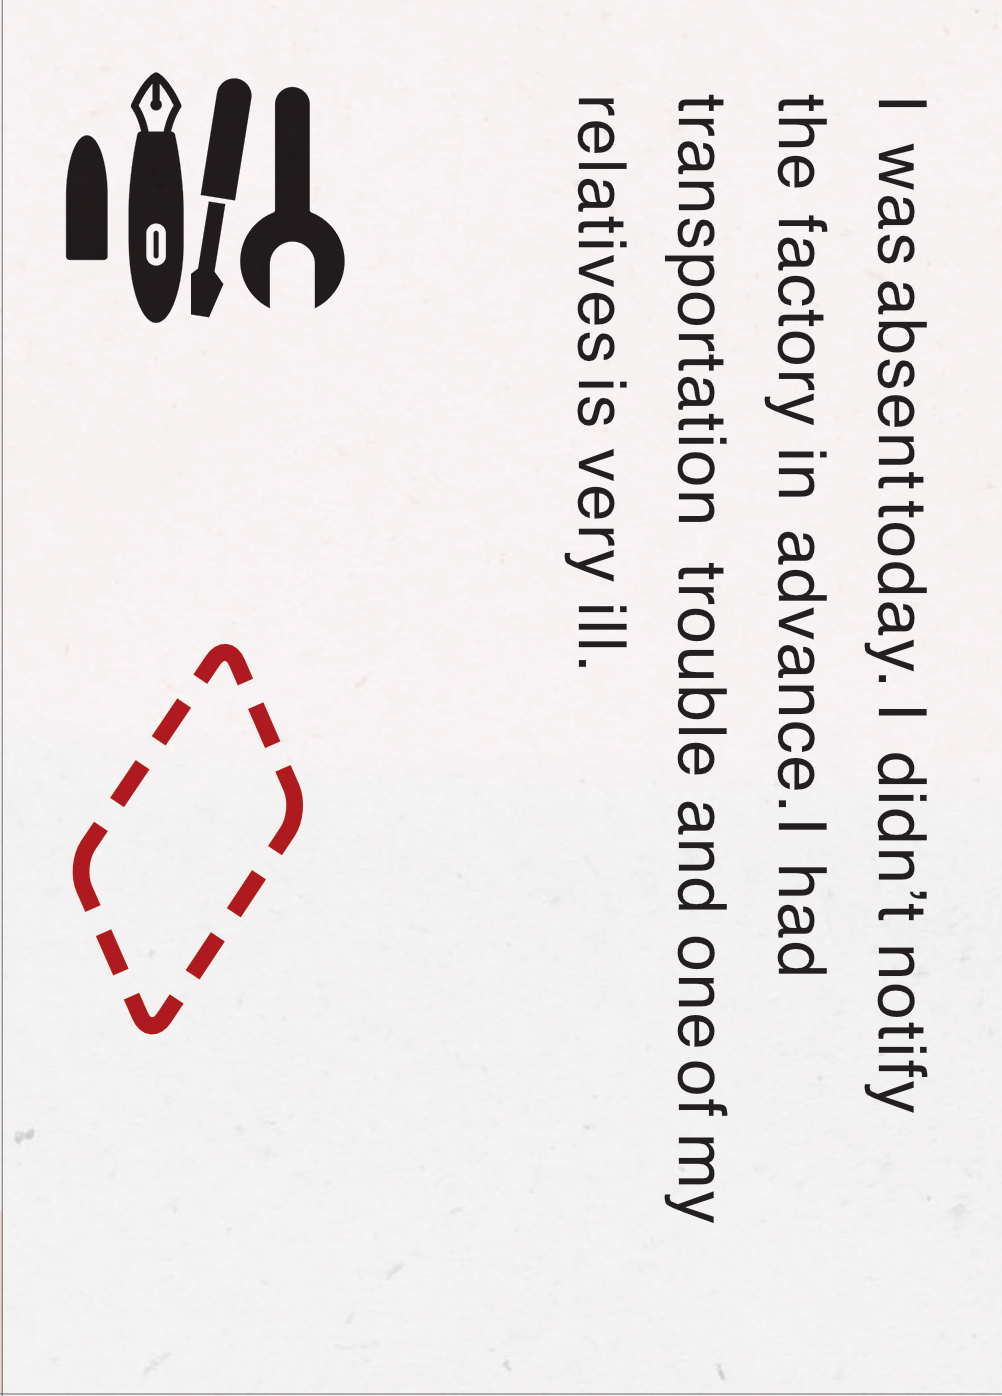 I was absent today. I didn’t notify
the factory in advance. I had
transportation trouble and one of my
relatives is very ill.